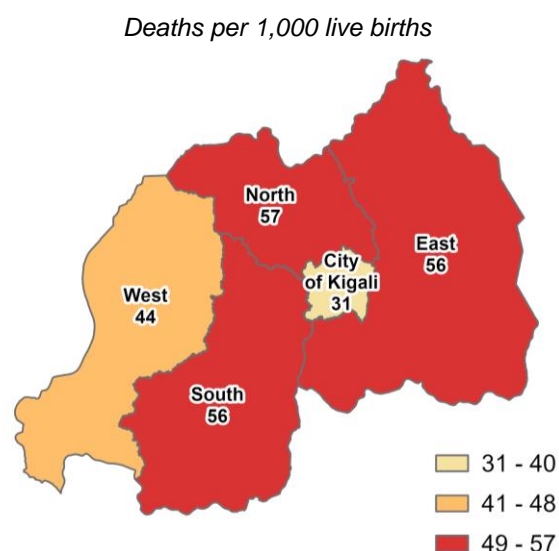 Deaths per 1,000 live births
North
57
East
56
City
of Kigali
31
West
44
South
56
31 - 40
41 - 48
49 - 57